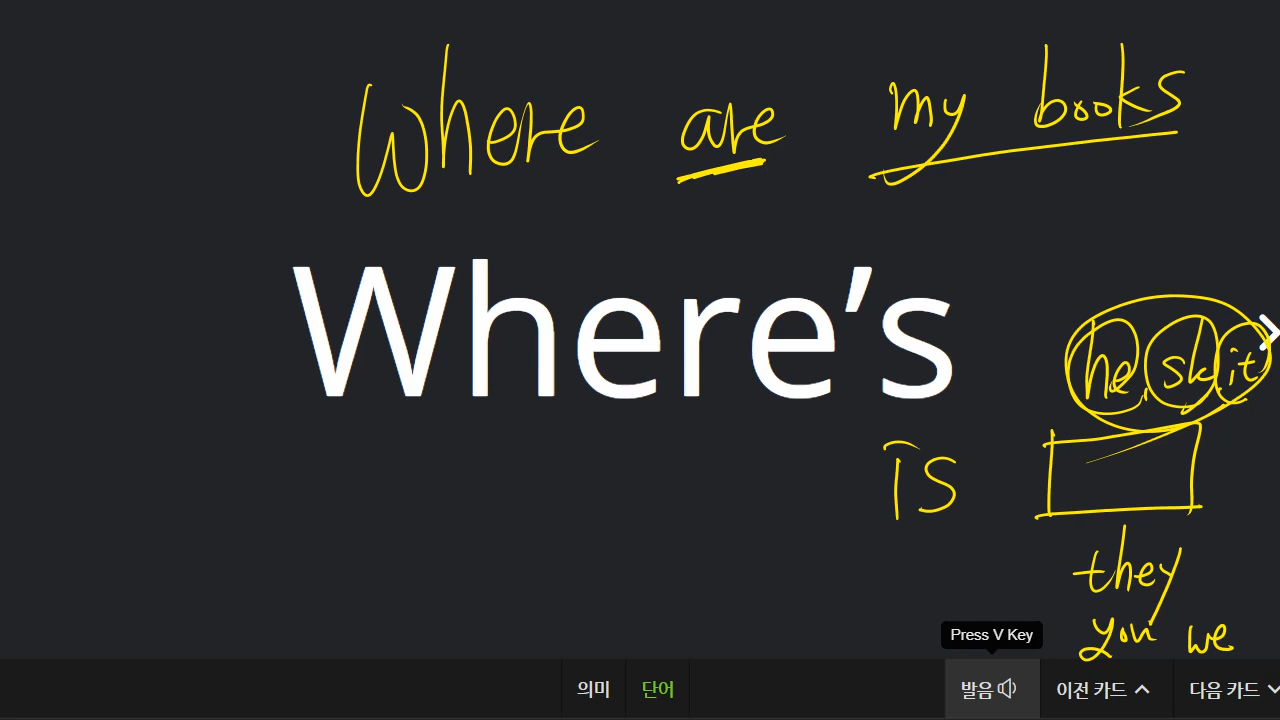 Where are my books
Where's
he, she, it
is
they
you we
Press V Key
의미 단어 발음 이전 카드 다음 카드